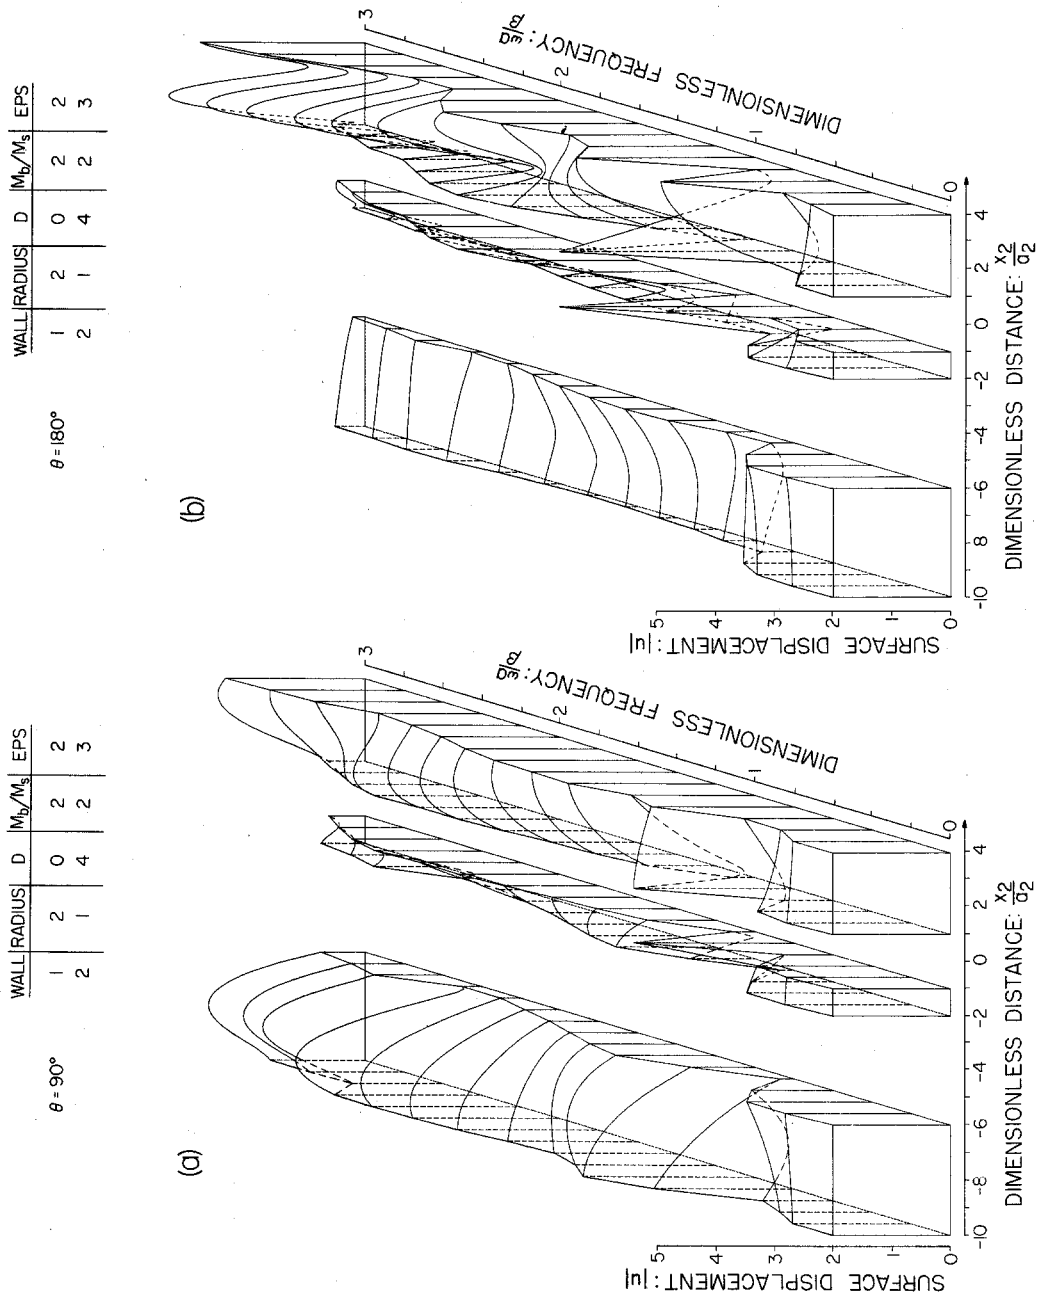 WALL RADIUS D Mb/Ms EPS
1 2 0 2 2
2 1 4 2 3
θ = 90°
(a)
SURFACE DISPLACEMENT: |u|
0 1 2 3 4 5
DIMENSIONLESS FREQUENCY: ωa/β
0 1 2 3
-10 -8 -6 -4 -2 0 2 4
DIMENSIONLESS DISTANCE: x2/a2
WALL RADIUS D Mb/Ms EPS
1 2 0 2 2
2 1 4 2 3
θ = 180°
(b)
SURFACE DISPLACEMENT: |u|
0 1 2 3 4 5
DIMENSIONLESS FREQUENCY: ωa/β
0 1 2 3
-10 -8 -6 -4 -2 0 2 4
DIMENSIONLESS DISTANCE: x2/a2